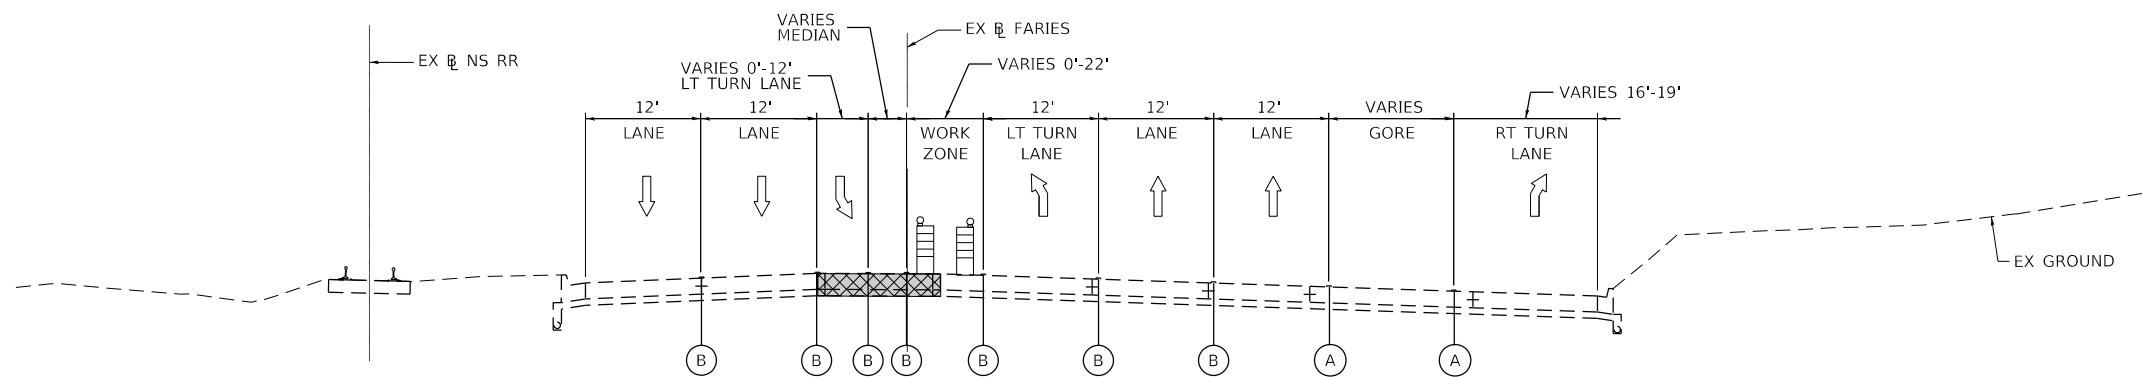 VARIES
MEDIAN
EX ℄ FARIES
EX ℄ NS RR
VARIES 0'-12'
LT TURN LANE
VARIES 0'-22'
VARIES 16'-19'
12'
LANE
12'
LANE
WORK
ZONE
12'
LT TURN
LANE
12'
LANE
12'
LANE
VARIES
GORE
RT TURN
LANE
EX GROUND
B B B B B B B A A